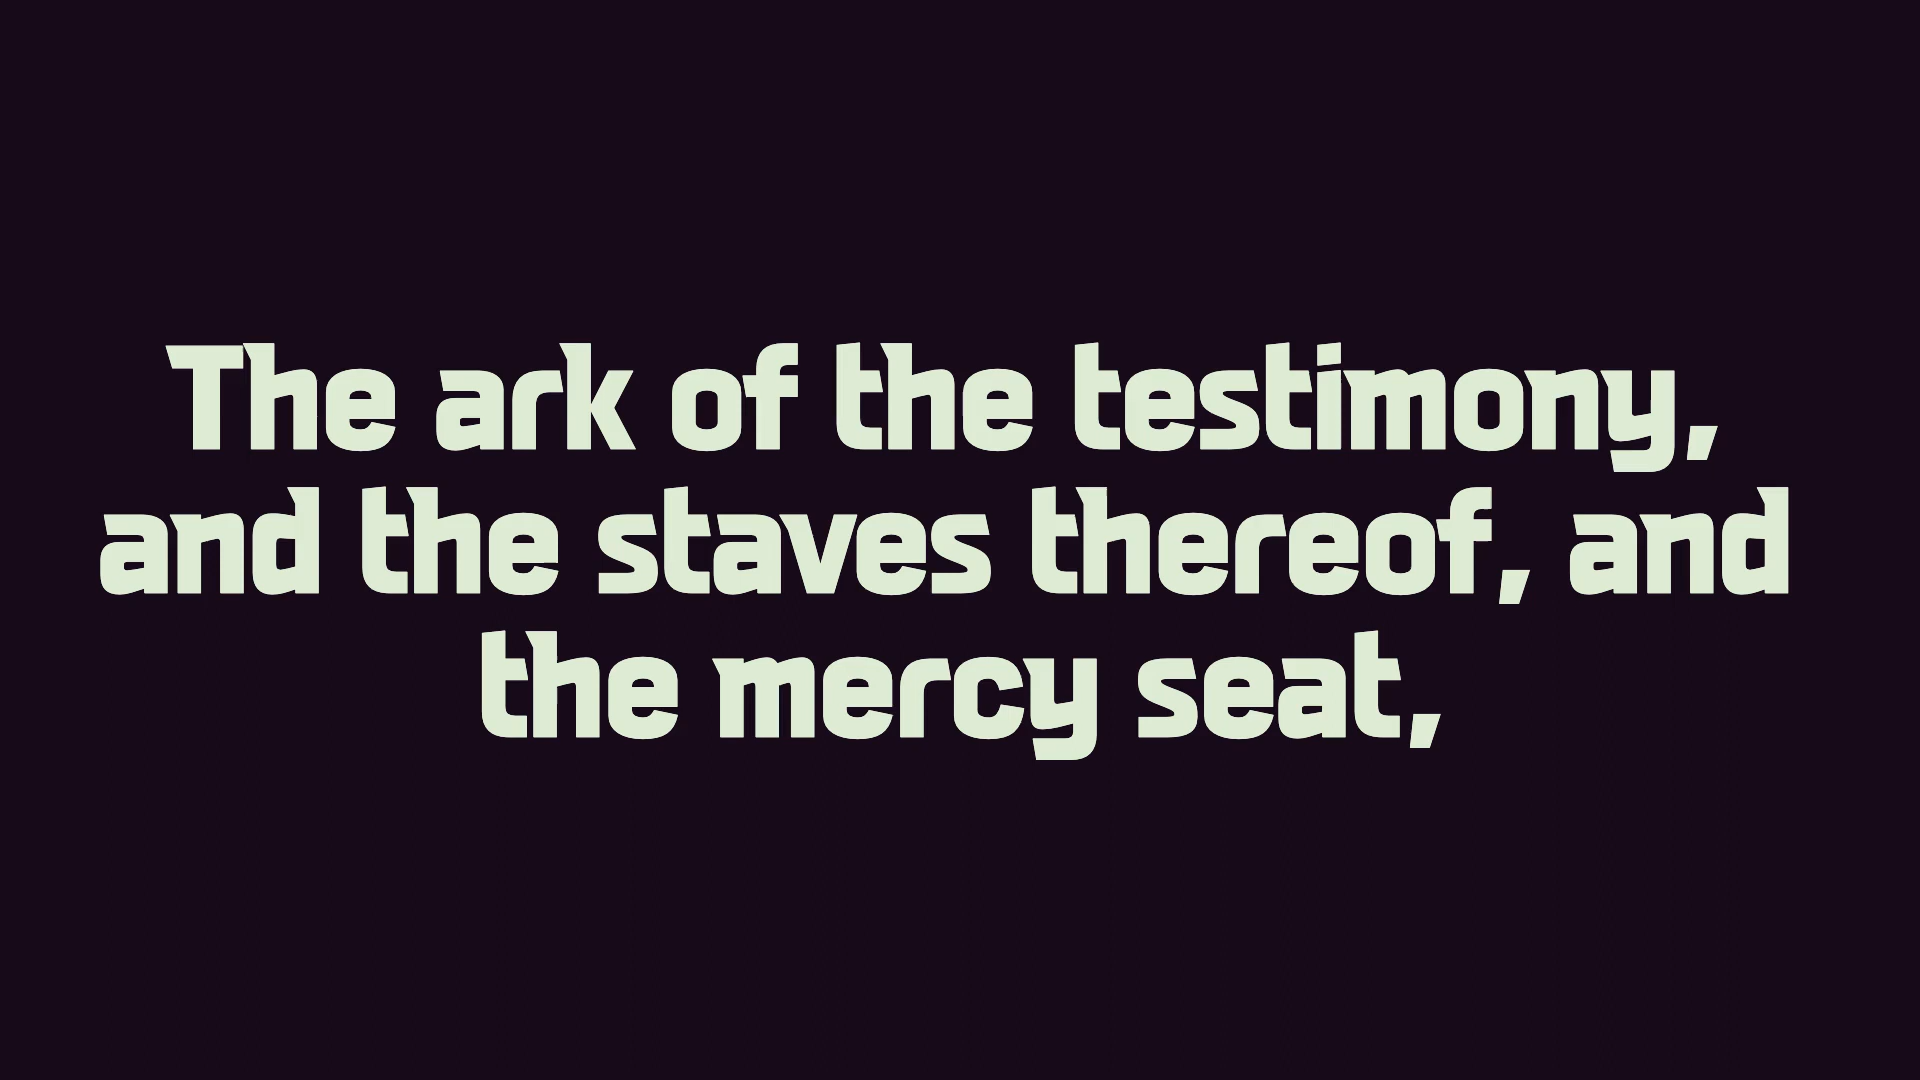 The ark of the testimony,
and the staves thereof, and
the mercy seat,